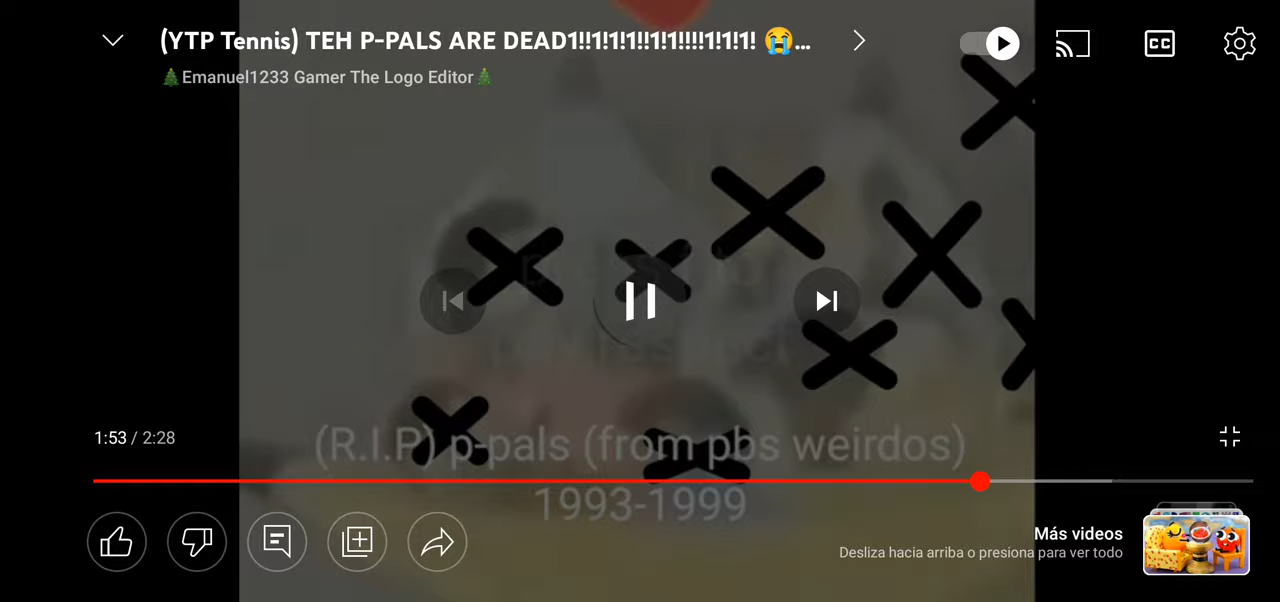 (YTP Tennis) TEH P-PALS ARE DEAD1!!1!1!1!!1!1!!!!1!1!1! 😭...
🌲Emanuel1233 Gamer The Logo Editor🌲
CC
1:53 / 2:28
(R.I.P) p-pals (from pbs weirdos)
1993-1999
Más videos
Desliza hacia arriba o presiona para ver todo